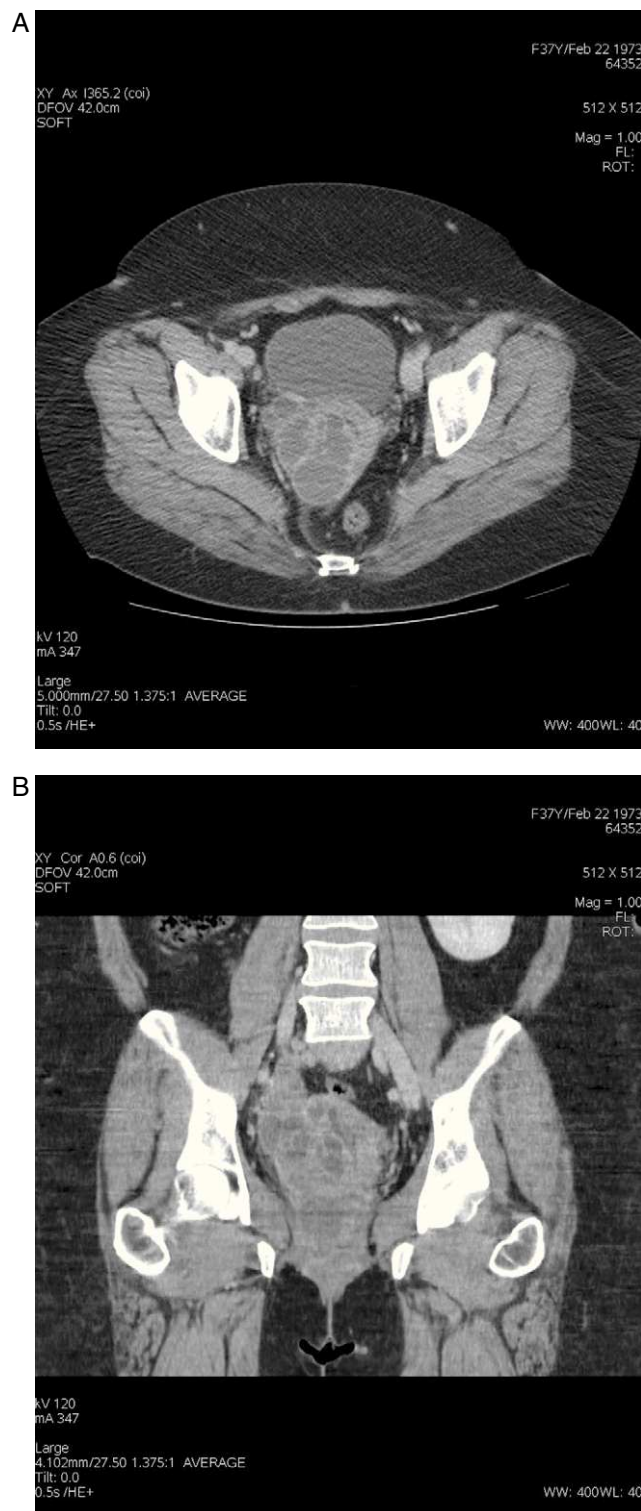 A
F37Y/Feb 22 1973
64352
XY Ax I365.2 (coi)
DFOV 42.0cm
SOFT
512 X 512
Mag = 1.00
FL:
ROT:
kV 120
mA 347
Large
5.000mm/27.50 1.375:1 AVERAGE
Tilt: 0.0
0.5s /HE+
WW: 400WL: 40
B
F37Y/Feb 22 1973
64352
XY Cor A0.6 (coi)
DFOV 42.0cm
SOFT
512 X 512
Mag = 1.00
FL:
ROT:
kV 120
mA 347
Large
4.102mm/27.50 1.375:1 AVERAGE
Tilt: 0.0
0.5s /HE+
WW: 400WL: 40